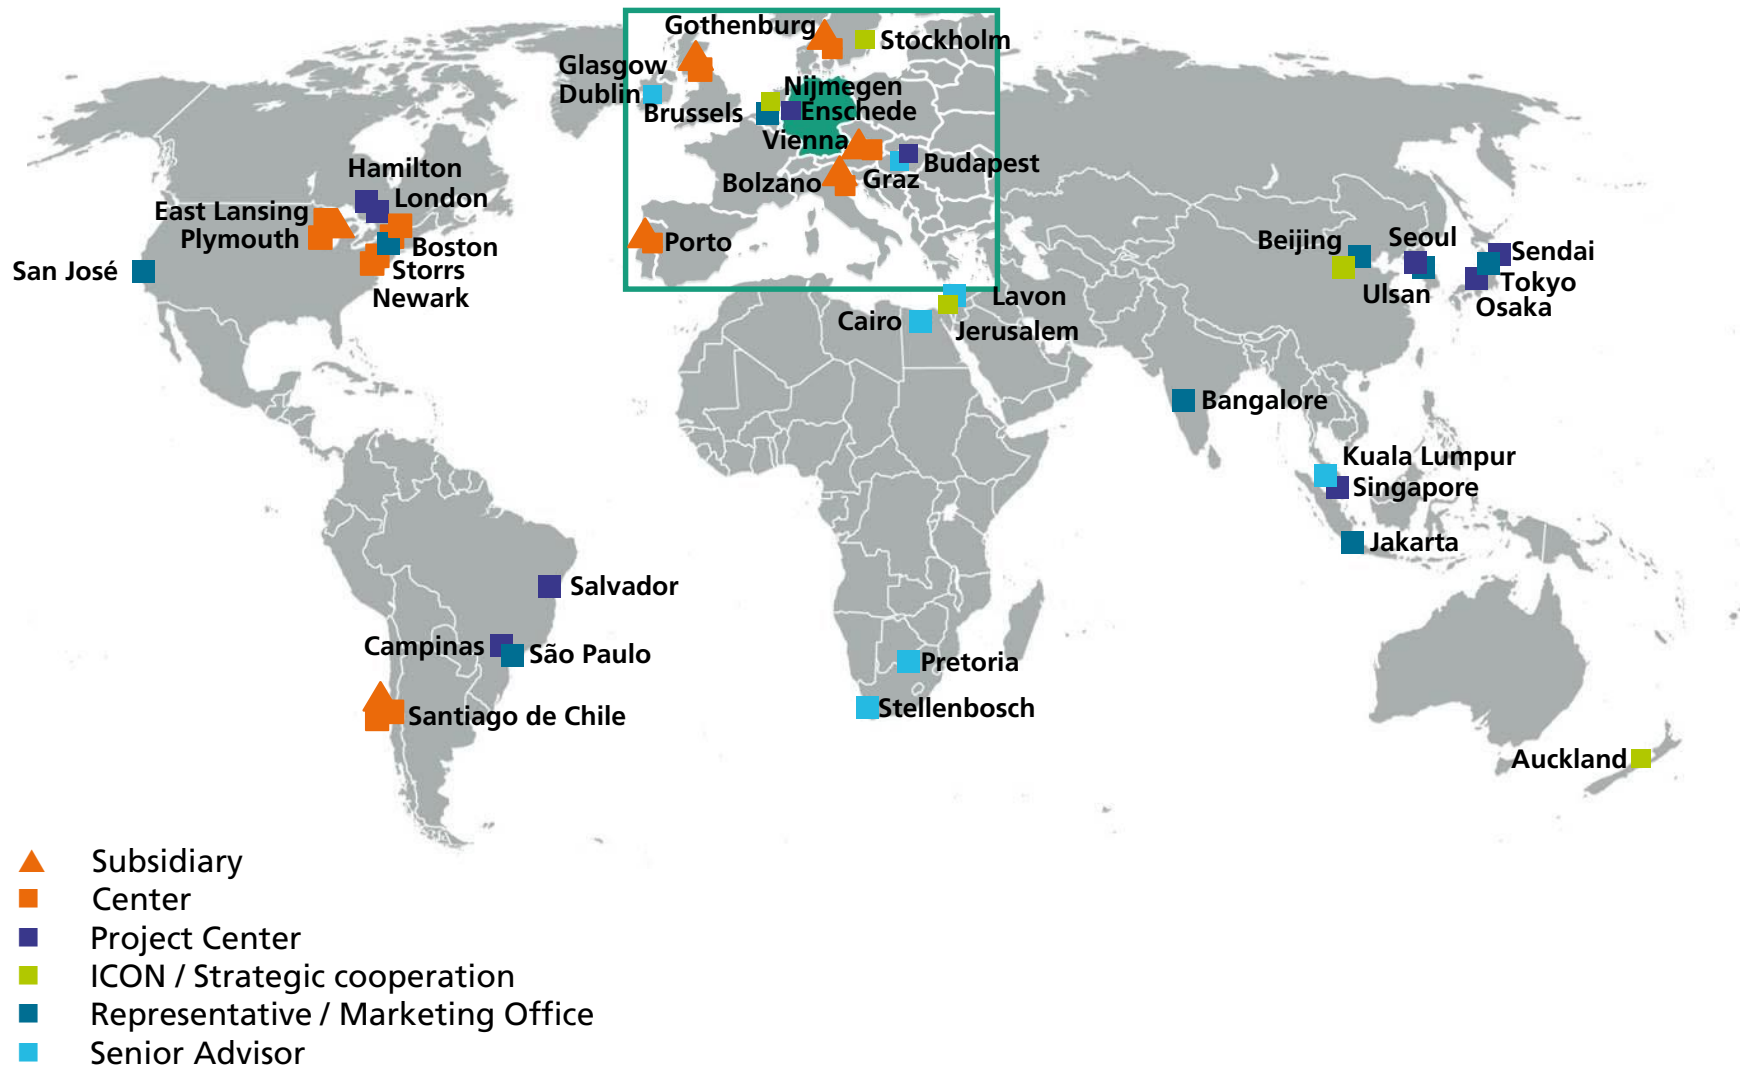 Gothenburg
Stockholm
Glasgow
Dublin
Nijmegen
Brussels
Enschede
Vienna
Budapest
Bolzano
Graz
Porto
Hamilton
London
East Lansing
Plymouth
Boston
San José
Storrs
Newark
Beijing
Seoul
Sendai
Ulsan
Tokyo
Osaka
Lavon
Cairo
Jerusalem
Bangalore
Kuala Lumpur
Singapore
Jakarta
Salvador
Campinas
São Paulo
Pretoria
Santiago de Chile
Stellenbosch
Auckland
Subsidiary
Center
Project Center
ICON / Strategic cooperation
Representative / Marketing Office
Senior Advisor